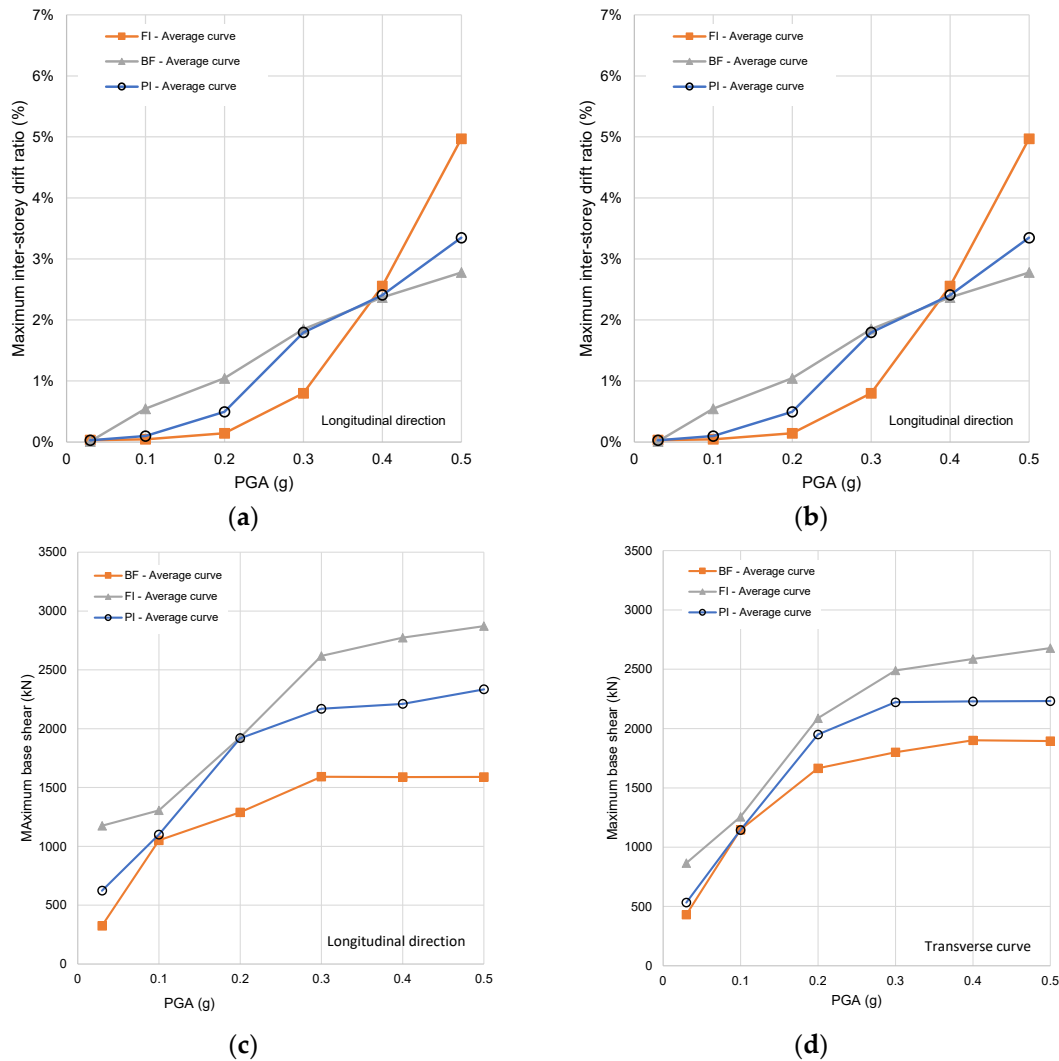 7%
6%
5%
4%
3%
2%
1%
0%
Maximum inter-storey drift ratio (%)
FI - Average curve
BF - Average curve
PI - Average curve
Longitudinal direction
0 0.1 0.2 0.3 0.4 0.5
PGA (g)
(a)
7%
6%
5%
4%
3%
2%
1%
0%
Maximum inter-storey drift ratio (%)
FI - Average curve
BF - Average curve
PI - Average curve
Longitudinal direction
0 0.1 0.2 0.3 0.4 0.5
PGA (g)
(b)
3500
3000
2500
2000
1500
1000
500
0
MAximum base shear (kN)
BF - Average curve
FI - Average curve
PI - Average curve
Longitudinal direction
0 0.1 0.2 0.3 0.4 0.5
PGA (g)
(c)
3500
3000
2500
2000
1500
1000
500
0
Maximum base shear (kN)
BF - Average curve
FI - Average curve
PI - Average curve
Transverse curve
0 0.1 0.2 0.3 0.4 0.5
PGA (g)
(d)